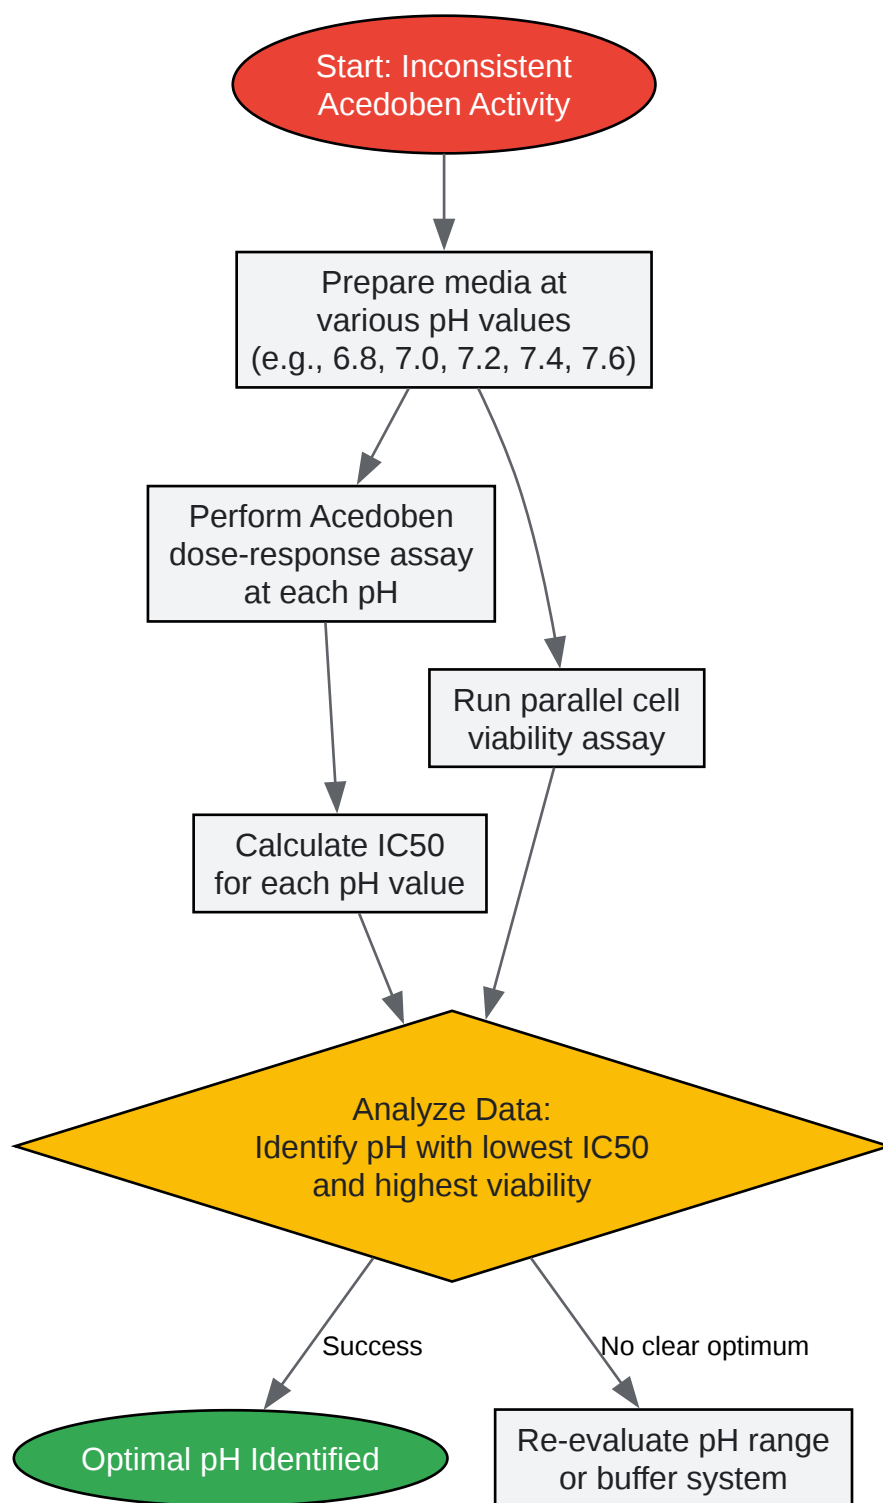 Start: Inconsistent
Acedoben Activity
Prepare media at
various pH values
(e.g., 6.8, 7.0, 7.2, 7.4, 7.6)
Perform Acedoben
dose-response assay
at each pH
Run parallel cell
viability assay
Calculate IC50
for each pH value
Analyze Data:
Identify pH with lowest IC50
and highest viability
Success
No clear optimum
Optimal pH Identified
Re-evaluate pH range
or buffer system